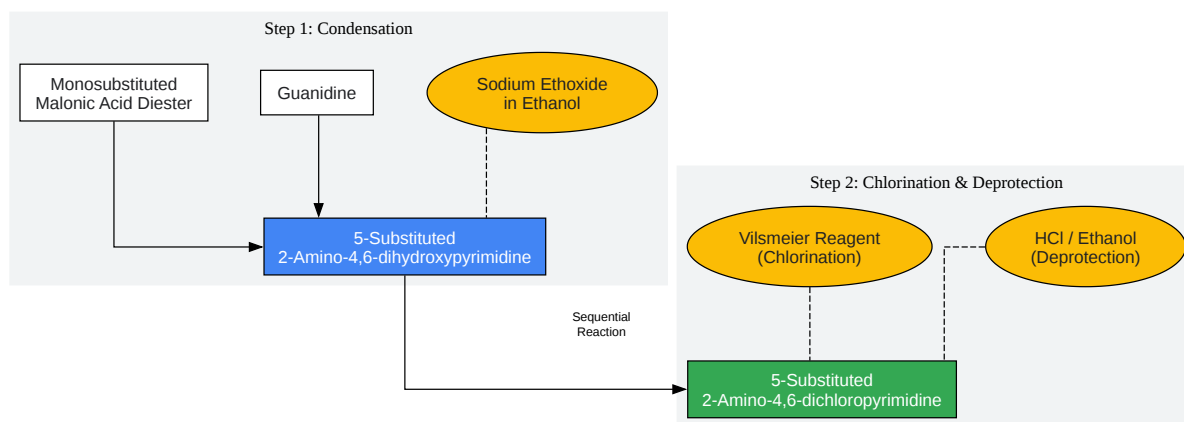 Step 1: Condensation
Monosubstituted
Malonic Acid Diester
Guanidine
Sodium Ethoxide
in Ethanol
5-Substituted
2-Amino-4,6-dihydroxypyrimidine
Step 2: Chlorination & Deprotection
Vilsmeier Reagent
(Chlorination)
HCl / Ethanol
(Deprotection)
Sequential
Reaction
5-Substituted
2-Amino-4,6-dichloropyrimidine